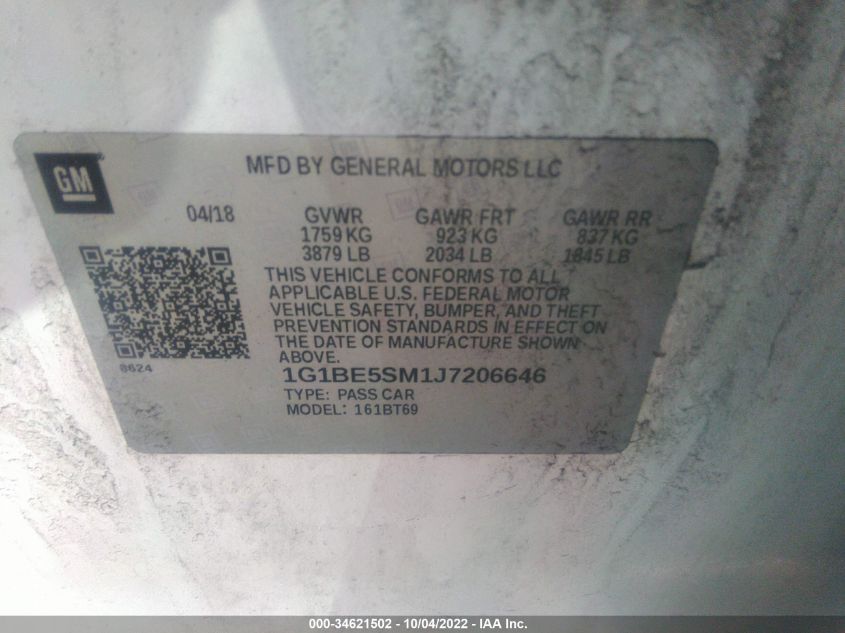 GM
MFD BY GENERAL MOTORS LLC
04/18 GVWR GAWR FRT GAWR RR
1759 KG 923 KG 837 KG
3879 LB 2034 LB 1845 LB
THIS VEHICLE CONFORMS TO ALL
APPLICABLE U.S. FEDERAL MOTOR
VEHICLE SAFETY, BUMPER, AND THEFT
PREVENTION STANDARDS IN EFFECT ON
THE DATE OF MANUFACTURE SHOWN
ABOVE.
8624
1G1BE5SM1J7206646
TYPE: PASS CAR
MODEL: 161BT69
000-34621502 - 10/04/2022 - IAA Inc.